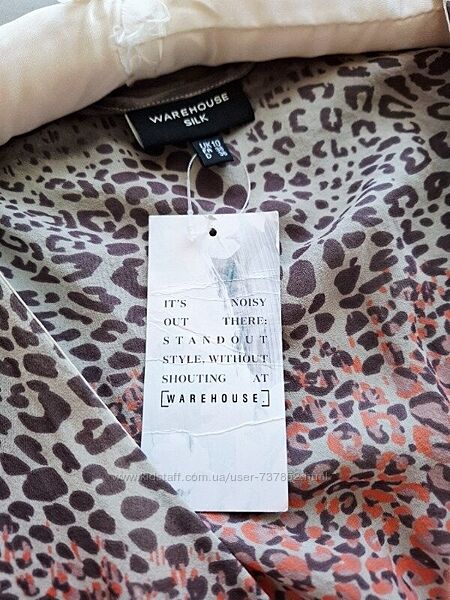 WAREHOUSE
SILK
UK 10
IT'S NOISY
OUT THERE:
STANDOUT
STYLE, WITHOUT
SHOUTING AT
[WAREHOUSE.]